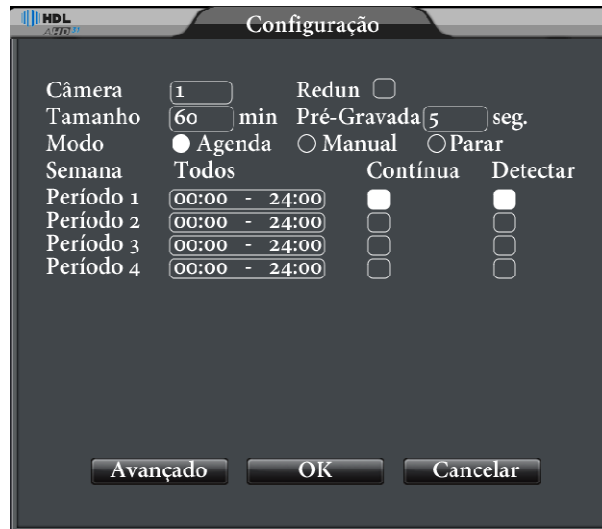 HDL
AHD
Configuração
Câmera 1 Redun
Tamanho 60 min Pré-Gravada 5 seg.
Modo Agenda Manual Parar
Semana Todos Contínua Detectar
Período 1 00:00 - 24:00
Período 2 00:00 - 24:00
Período 3 00:00 - 24:00
Período 4 00:00 - 24:00
Avançado OK Cancelar